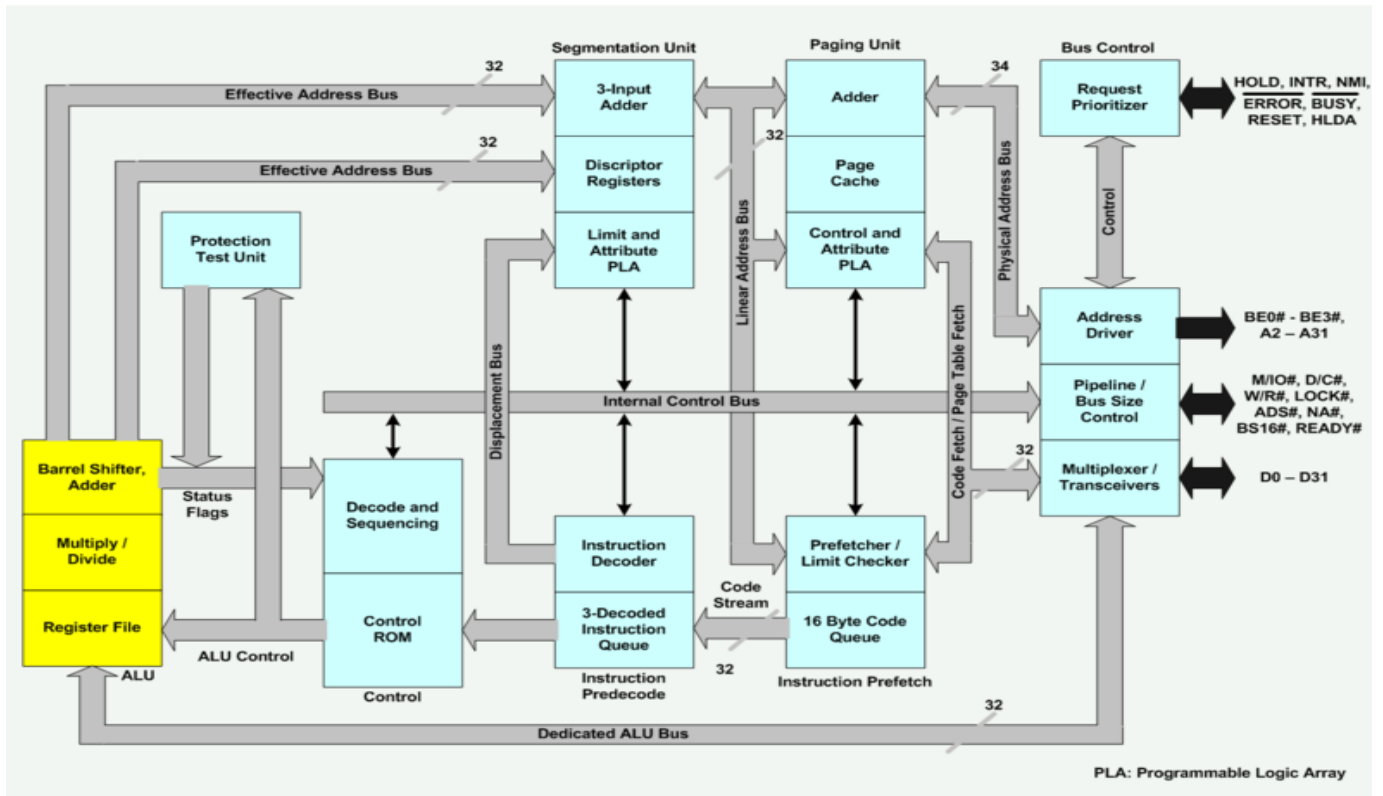 Segmentation Unit
Paging Unit
Bus Control
32
Effective Address Bus
3-Input
Adder
Adder
34
Request
Prioritizer
HOLD, INTR, NMI,
ERROR, BUSY,
RESET, HLDA
32
32
Effective Address Bus
Discriptor
Registers
Page
Cache
Protection
Test Unit
Limit and
Attribute
PLA
Control and
Attribute
PLA
Linear Address Bus
Physical Address Bus
Control
Address
Driver
BE0# - BE3#,
A2 – A31
Displacement Bus
Internal Control Bus
Code Fetch / Page Table Fetch
Pipeline /
Bus Size
Control
M/IO#, D/C#,
W/R#, LOCK#,
ADS#, NA#,
BS16#, READY#
Barrel Shifter,
Adder
Status
Flags
Decode and
Sequencing
32
Multiplexer /
Transceivers
D0 – D31
Multiply /
Divide
Instruction
Decoder
Prefetcher /
Limit Checker
Code
Stream
Register File
ALU Control
Control
ROM
3-Decoded
Instruction
Queue
32
16 Byte Code
Queue
ALU
Control
Instruction
Predecode
Instruction Prefetch
32
Dedicated ALU Bus
PLA: Programmable Logic Array